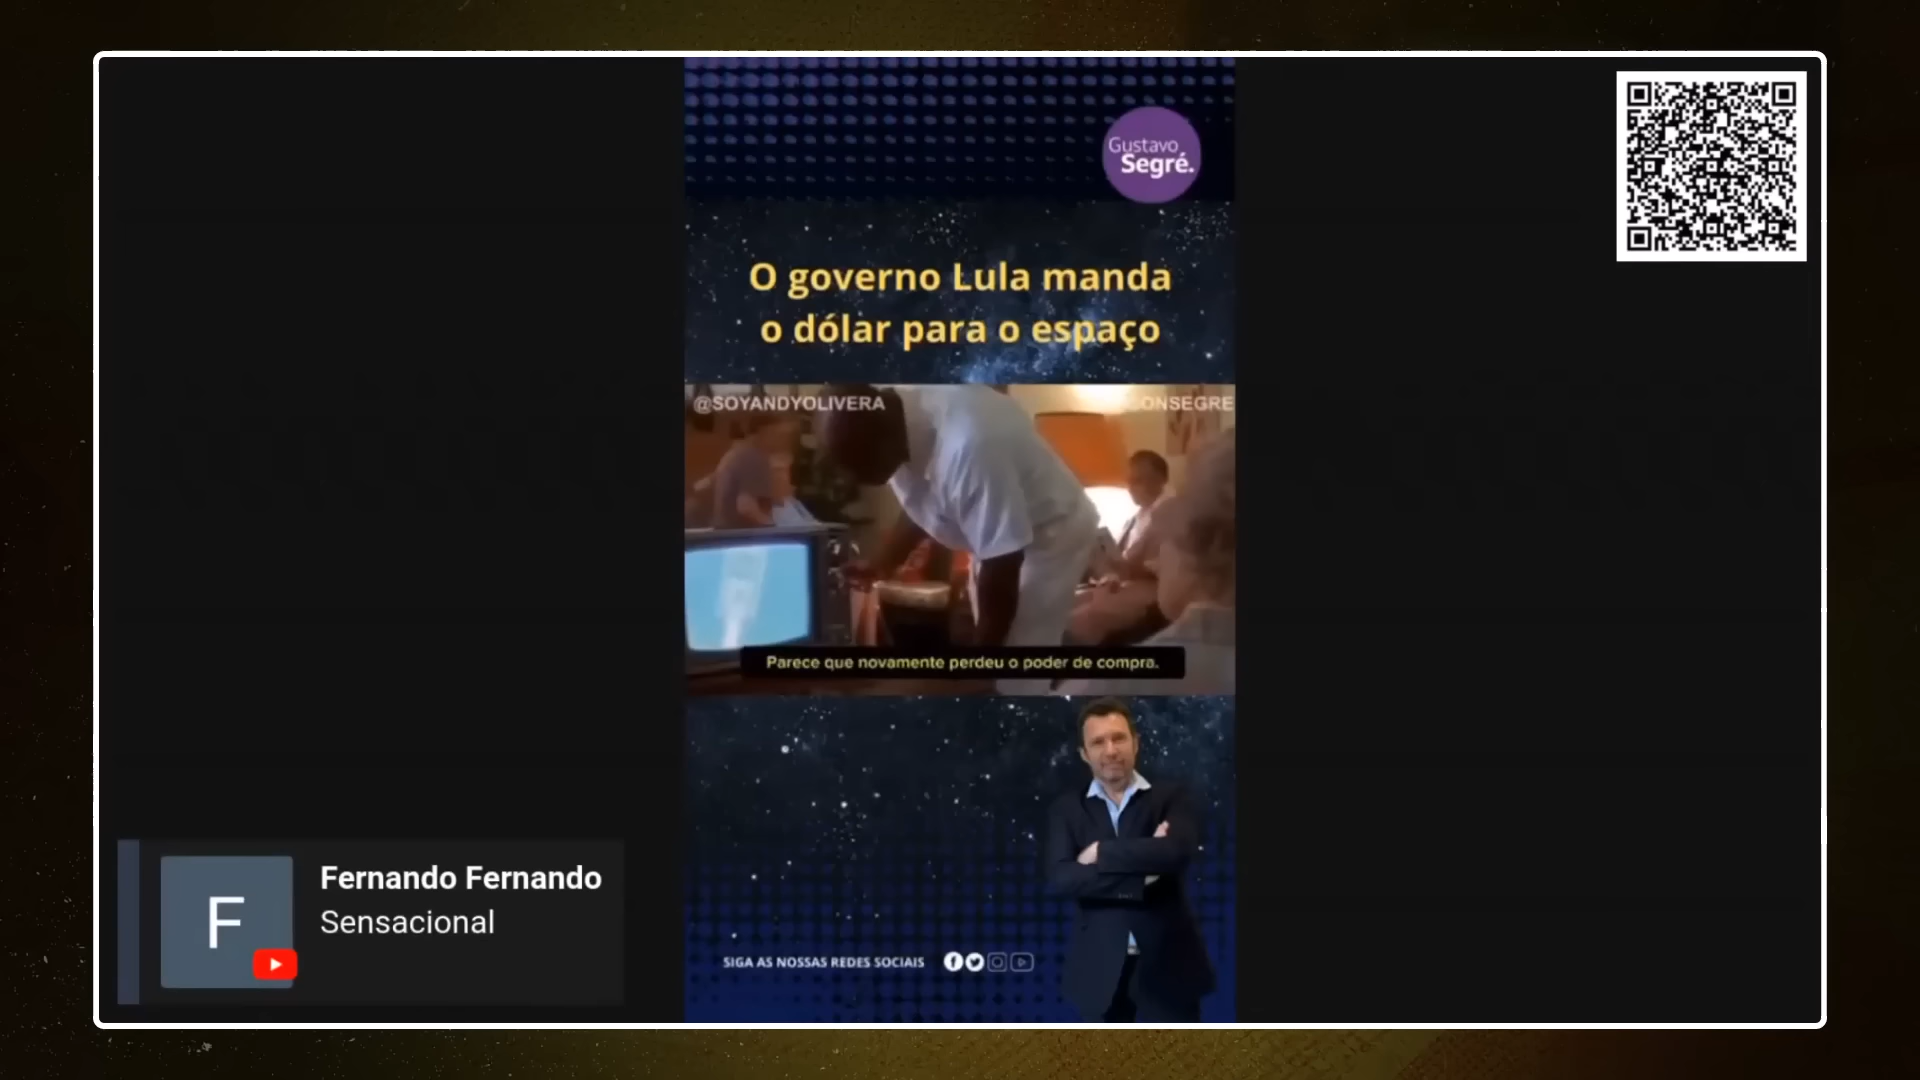 Gustavo
Segré.
O governo Lula manda
o dólar para o espaço
@SOYANDYOLIVERA
ONSEGRE
Parece que novamente perdeu o poder de compra.
SIGA AS NOSSAS REDES SOCIAIS
F
Fernando Fernando
Sensacional